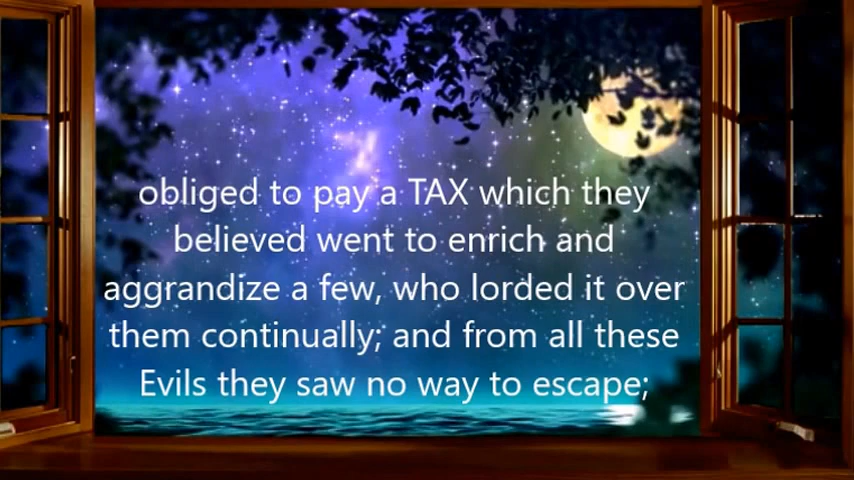 obliged to pay a TAX which they
believed went to enrich and
aggrandize a few, who lorded it over
them continually; and from all these
Evils they saw no way to escape;